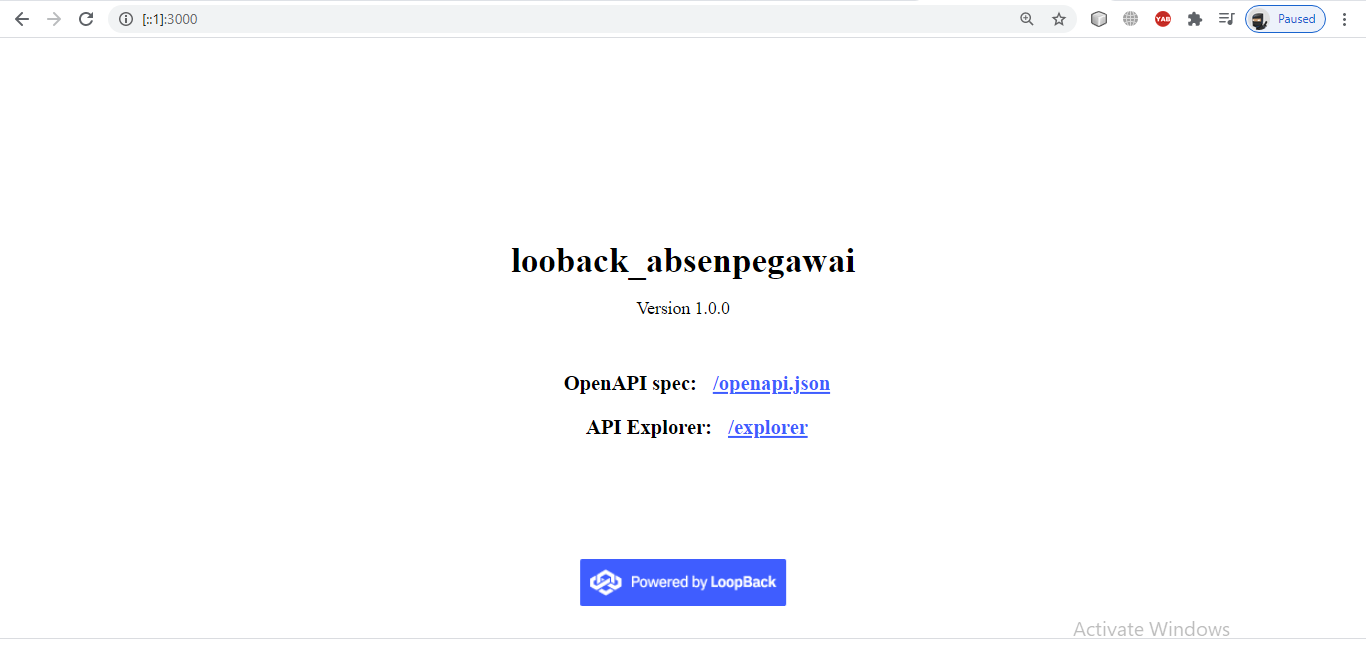 [::1]:3000
YAB
Paused
looback_absenpegawai
Version 1.0.0
OpenAPI spec: /openapi.json
API Explorer: /explorer
Powered by LoopBack
Activate Windows